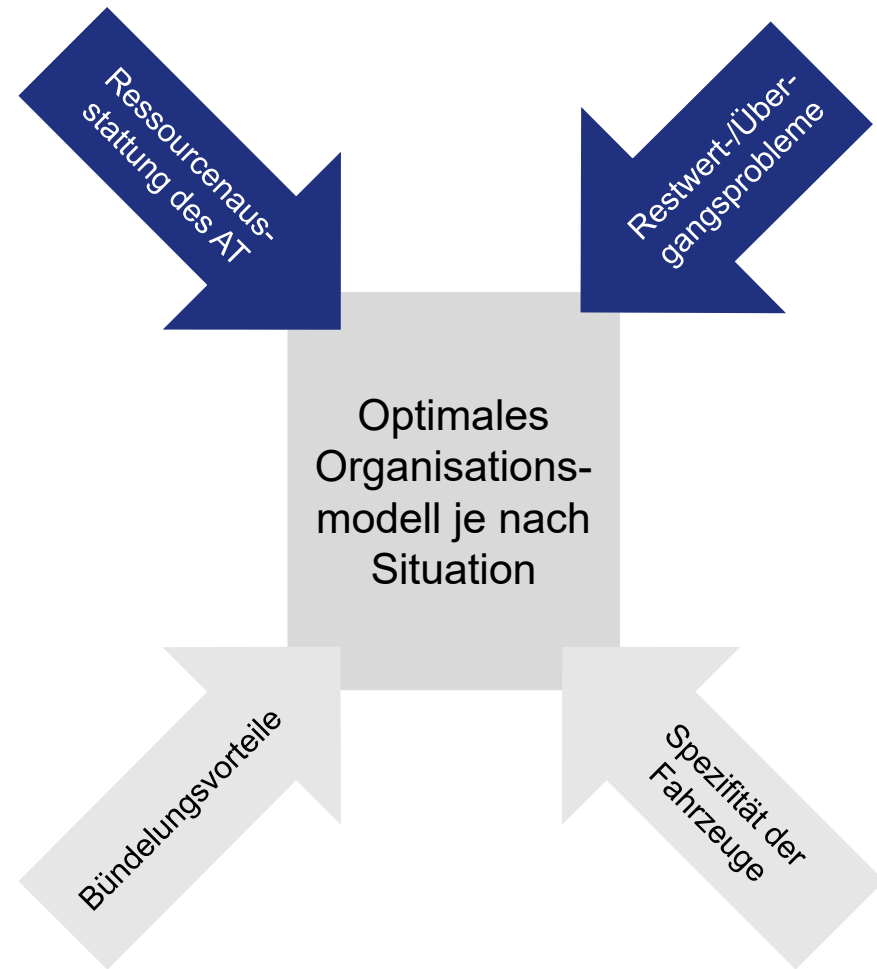 Ressourcenaus-
stattung des AT
Restwert-/Über-
gangsprobleme
Optimales
Organisations-
modell je nach
Situation
Bündelungsvorteile
Spezifität der
Fahrzeuge